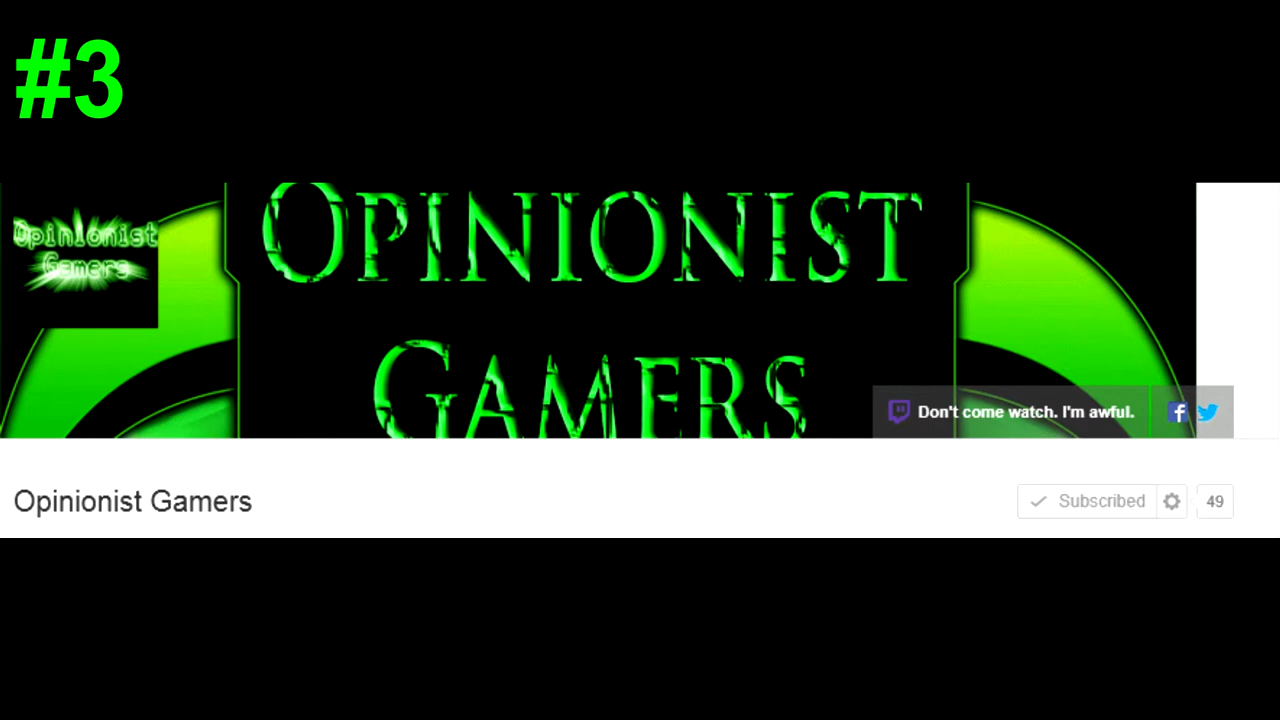 #3
Opinionist
Gamers
OPINIONIST
GAMERS
Don't come watch. I'm awful.
Opinionist Gamers
Subscribed
49